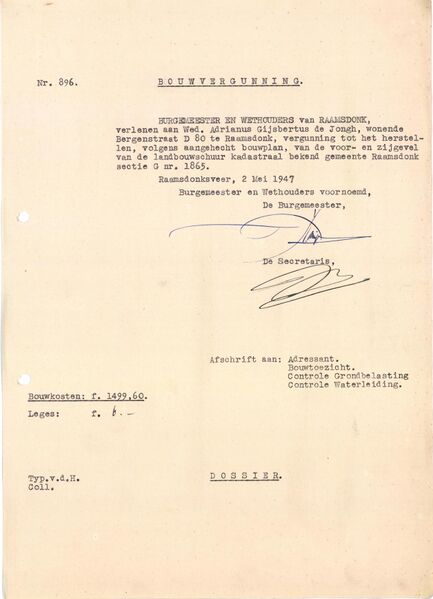 Nr. 896.
BOUWVERGUNNING.
BURGEMEESTER EN WETHOUDERS van RAAMSDONK,
verlenen aan Wed. Adrianus Gijsbertus de Jongh, wonende
Bergenstraat D 80 te Raamsdonk, vergunning tot het herstel-
len, volgens aangehecht bouwplan, van de voor- en zijgevel
van de landbouwschuur kadastraal bekend gemeente Raamsdonk
sectie G nr. 1865.
Raamsdonksveer, 2 Mei 1947
Burgemeester en Wethouders voornoemd,
De Burgemeester,
De Secretaris,
Afschrift aan: Adressant.
Bouwtoezicht.
Controle Grondbelasting
Controle Waterleiding.
Bouwkosten: f. 1499,60.
Leges: f. 6.-
Typ.v.d.H.
Coll.
DOSSIER.